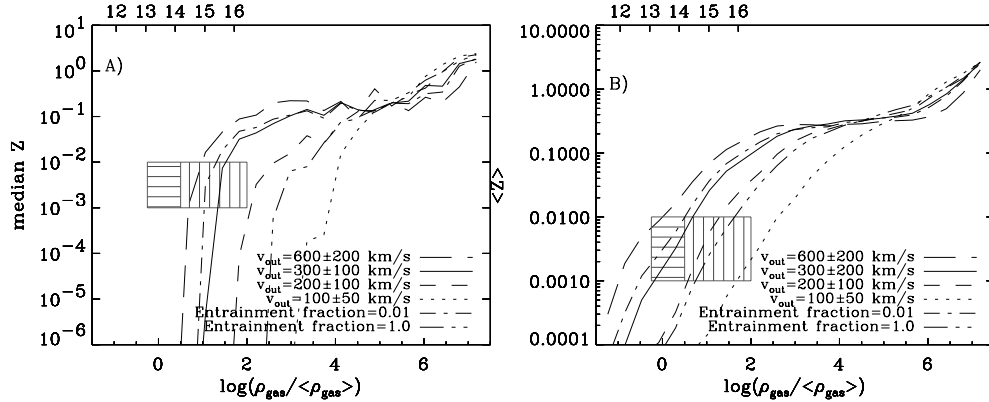 12 13 14 15 16
10^1
10^0
10^-1
10^-2
10^-3
10^-4
10^-5
10^-6
median Z
A)
v_out=600±200 km/s
v_out=300±100 km/s
v_out=200±100 km/s
v_out=100±50 km/s
Entrainment fraction=0.01
Entrainment fraction=1.0
0 2 4 6
log(ρ_gas/<ρ_gas>)
12 13 14 15 16
10.0000
1.0000
0.1000
0.0100
0.0010
0.0001
<Z>
B)
v_out=600±200 km/s
v_out=300±200 km/s
v_out=200±100 km/s
v_out=100±50 km/s
Entrainment fraction=0.01
Entrainment fraction=1.0
0 2 4 6
log(ρ_gas/<ρ_gas>)